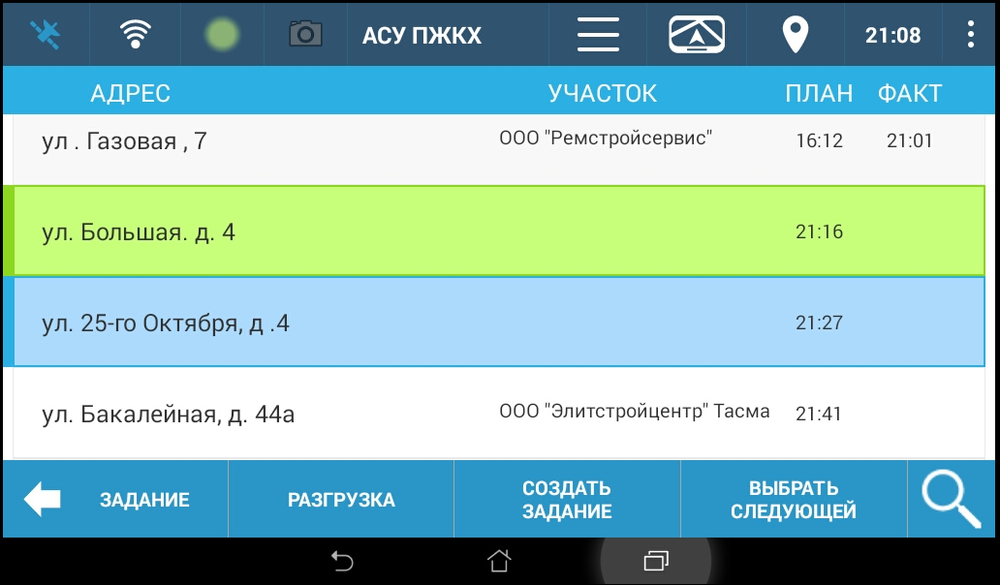 АСУ ПЖКХ 21:08
АДРЕС УЧАСТОК ПЛАН ФАКТ
ул . Газовая , 7 ООО "Ремстройсервис" 16:12 21:01
ул. Большая. д. 4 21:16
ул. 25-го Октября, д .4 21:27
ул. Бакалейная, д. 44а ООО "Элитстройцентр" Тасма 21:41
ЗАДАНИЕ
РАЗГРУЗКА
СОЗДАТЬ
ЗАДАНИЕ
ВЫБРАТЬ
СЛЕДУЮЩЕЙ